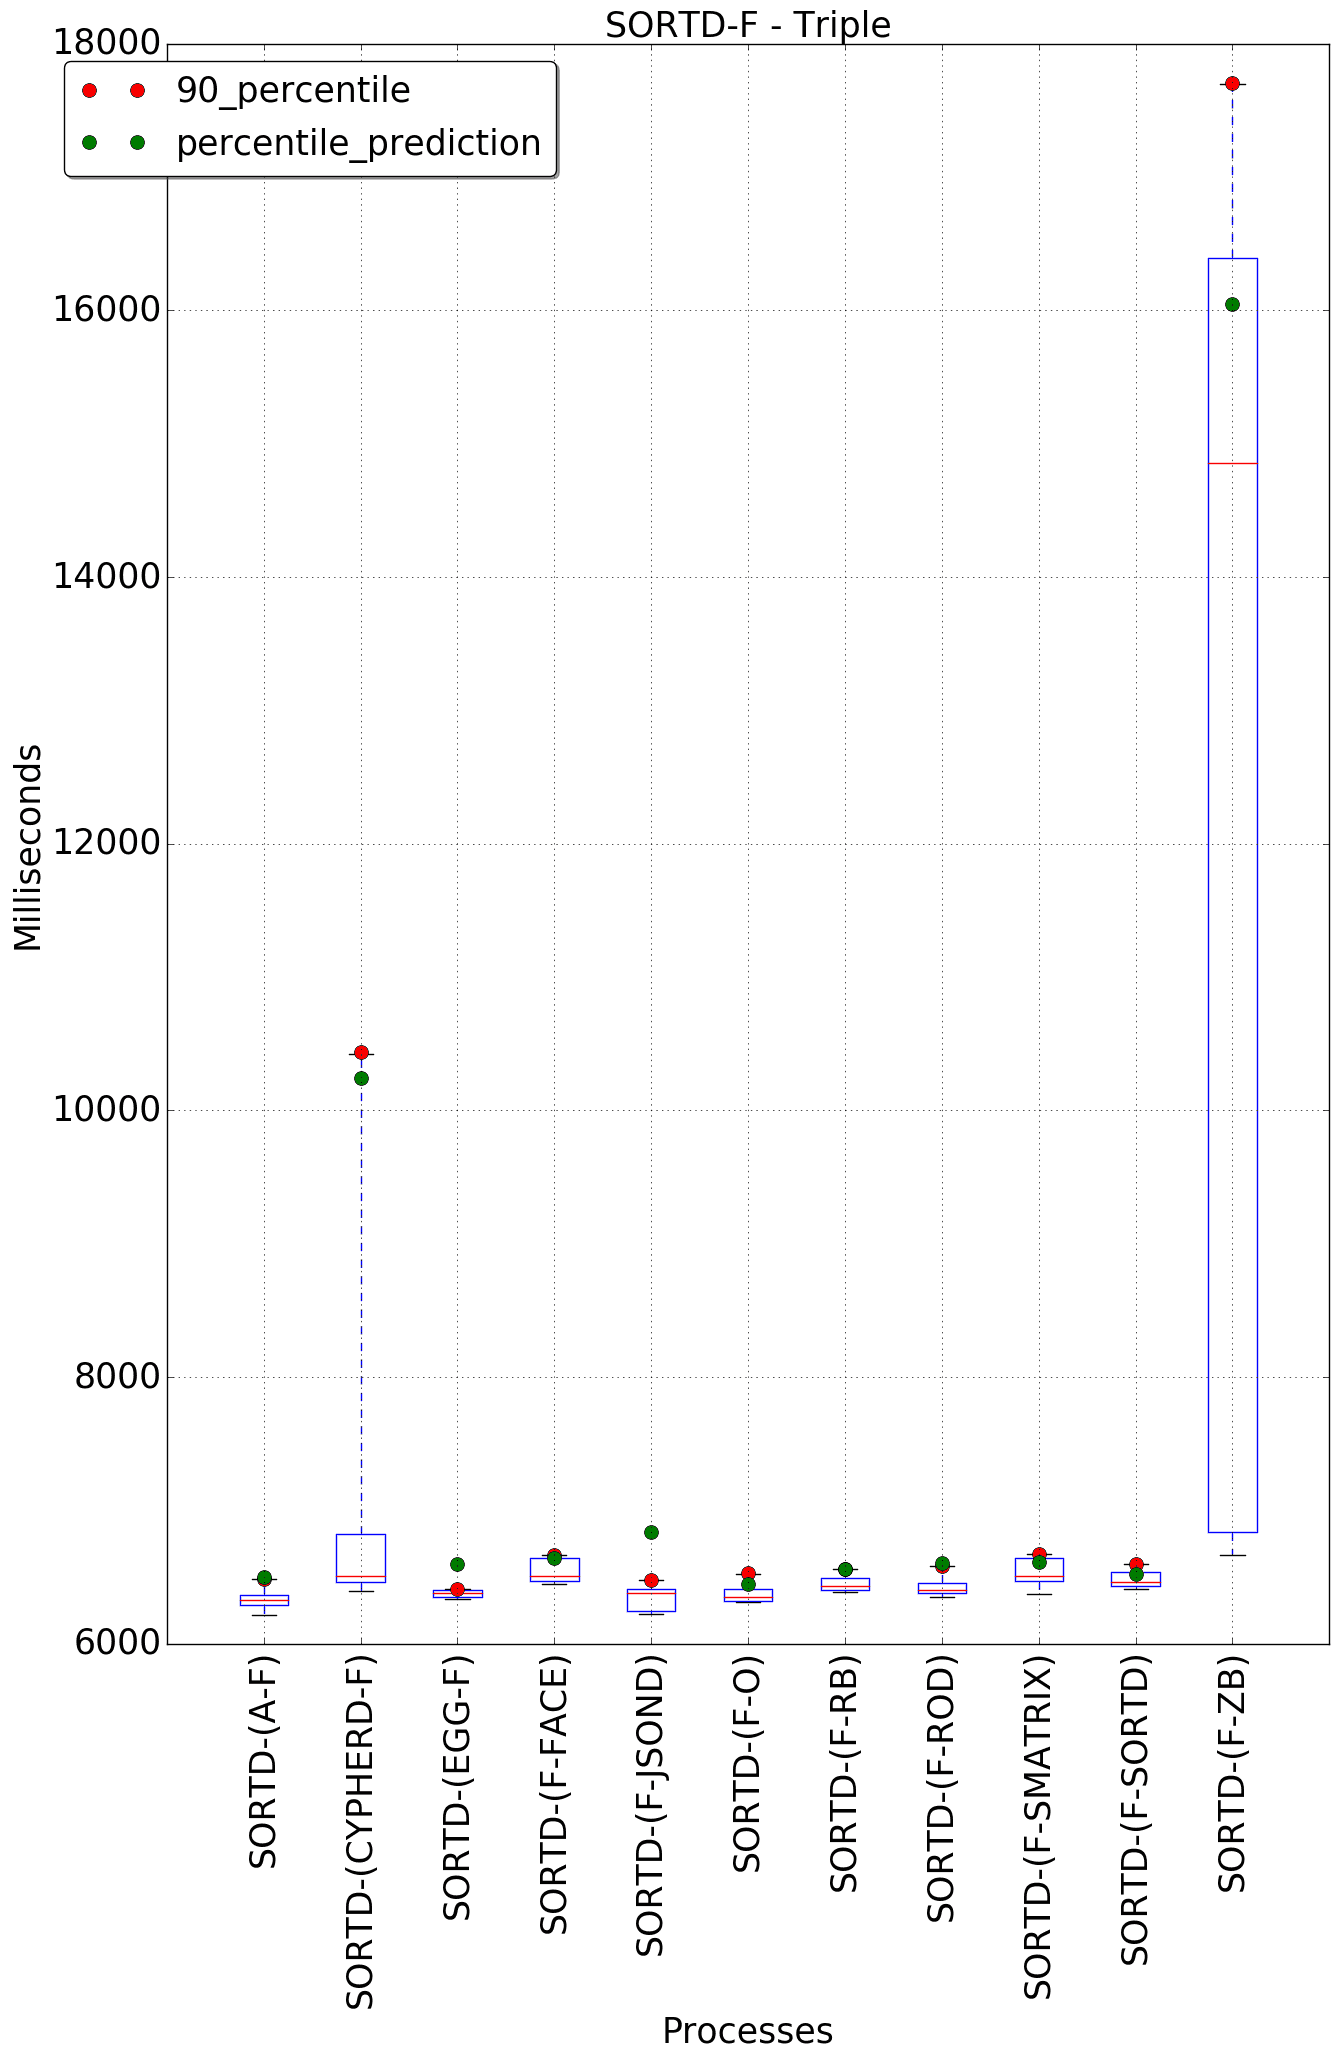 SORTD-F - Triple
90_percentile
percentile_prediction
18000
16000
14000
12000
10000
8000
6000
Milliseconds
SORTD-(A-F)
SORTD-(CYPHERD-F)
SORTD-(EGG-F)
SORTD-(F-FACE)
SORTD-(F-JSOND)
SORTD-(F-O)
SORTD-(F-RB)
SORTD-(F-ROD)
SORTD-(F-SMATRIX)
SORTD-(F-SORTD)
SORTD-(F-ZB)
Processes